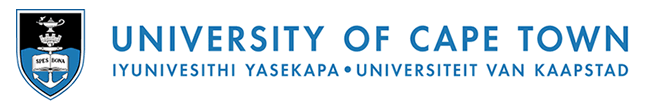 UNIVERSITY OF CAPE TOWN
IYUNIVESITHI YASEKAPA • UNIVERSITEIT VAN KAAPSTAD
SPES BONA